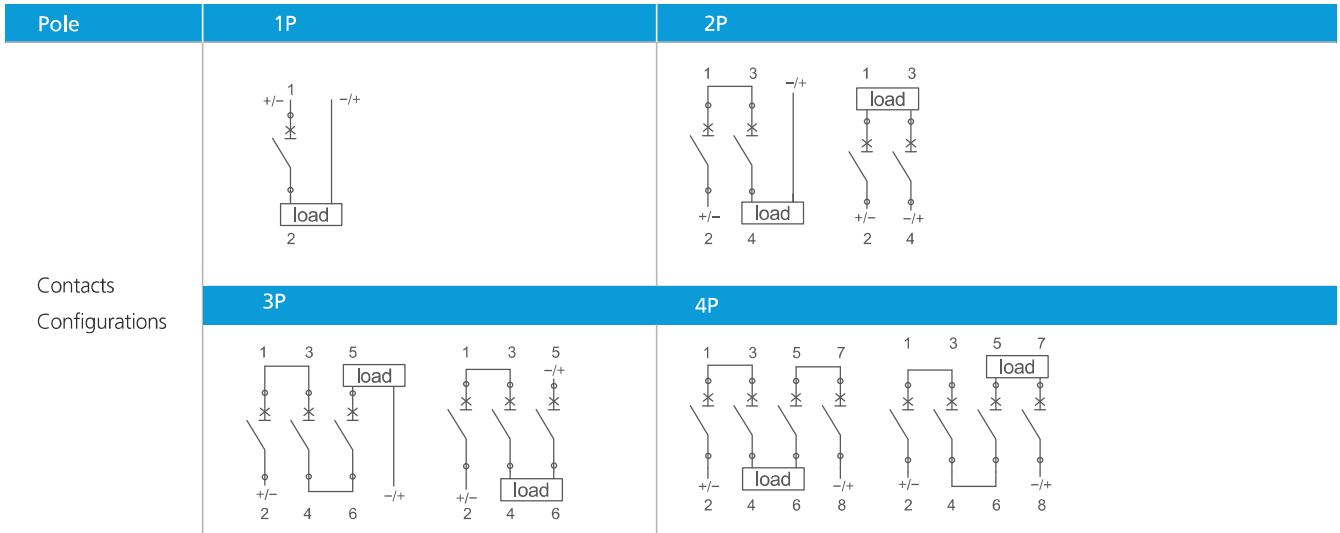 Pole 1P 2P
1 3 −/+ 1 3
1
+/− −/+
load
+/− load
load
+/− −/+
2
2 4 2 4
Contacts
Configurations
3P 4P
1 3 5 1 3 5 1 3 5 7 1 3 5 7
load −/+ load
+/− −/+ +/− load +/− load −/+ +/− −/+
2 4 6 2 4 6 2 4 6 8 2 4 6 8